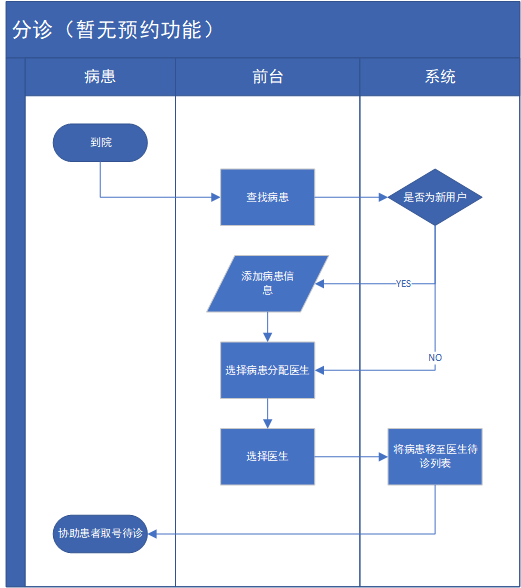 分诊（暂无预约功能）
病患
前台
系统
到院
查找病患
是否为新用户
添加病患信
息
YES
NO
选择病患分配医生
选择医生
将病患移至医生待
诊列表
协助患者取号待诊